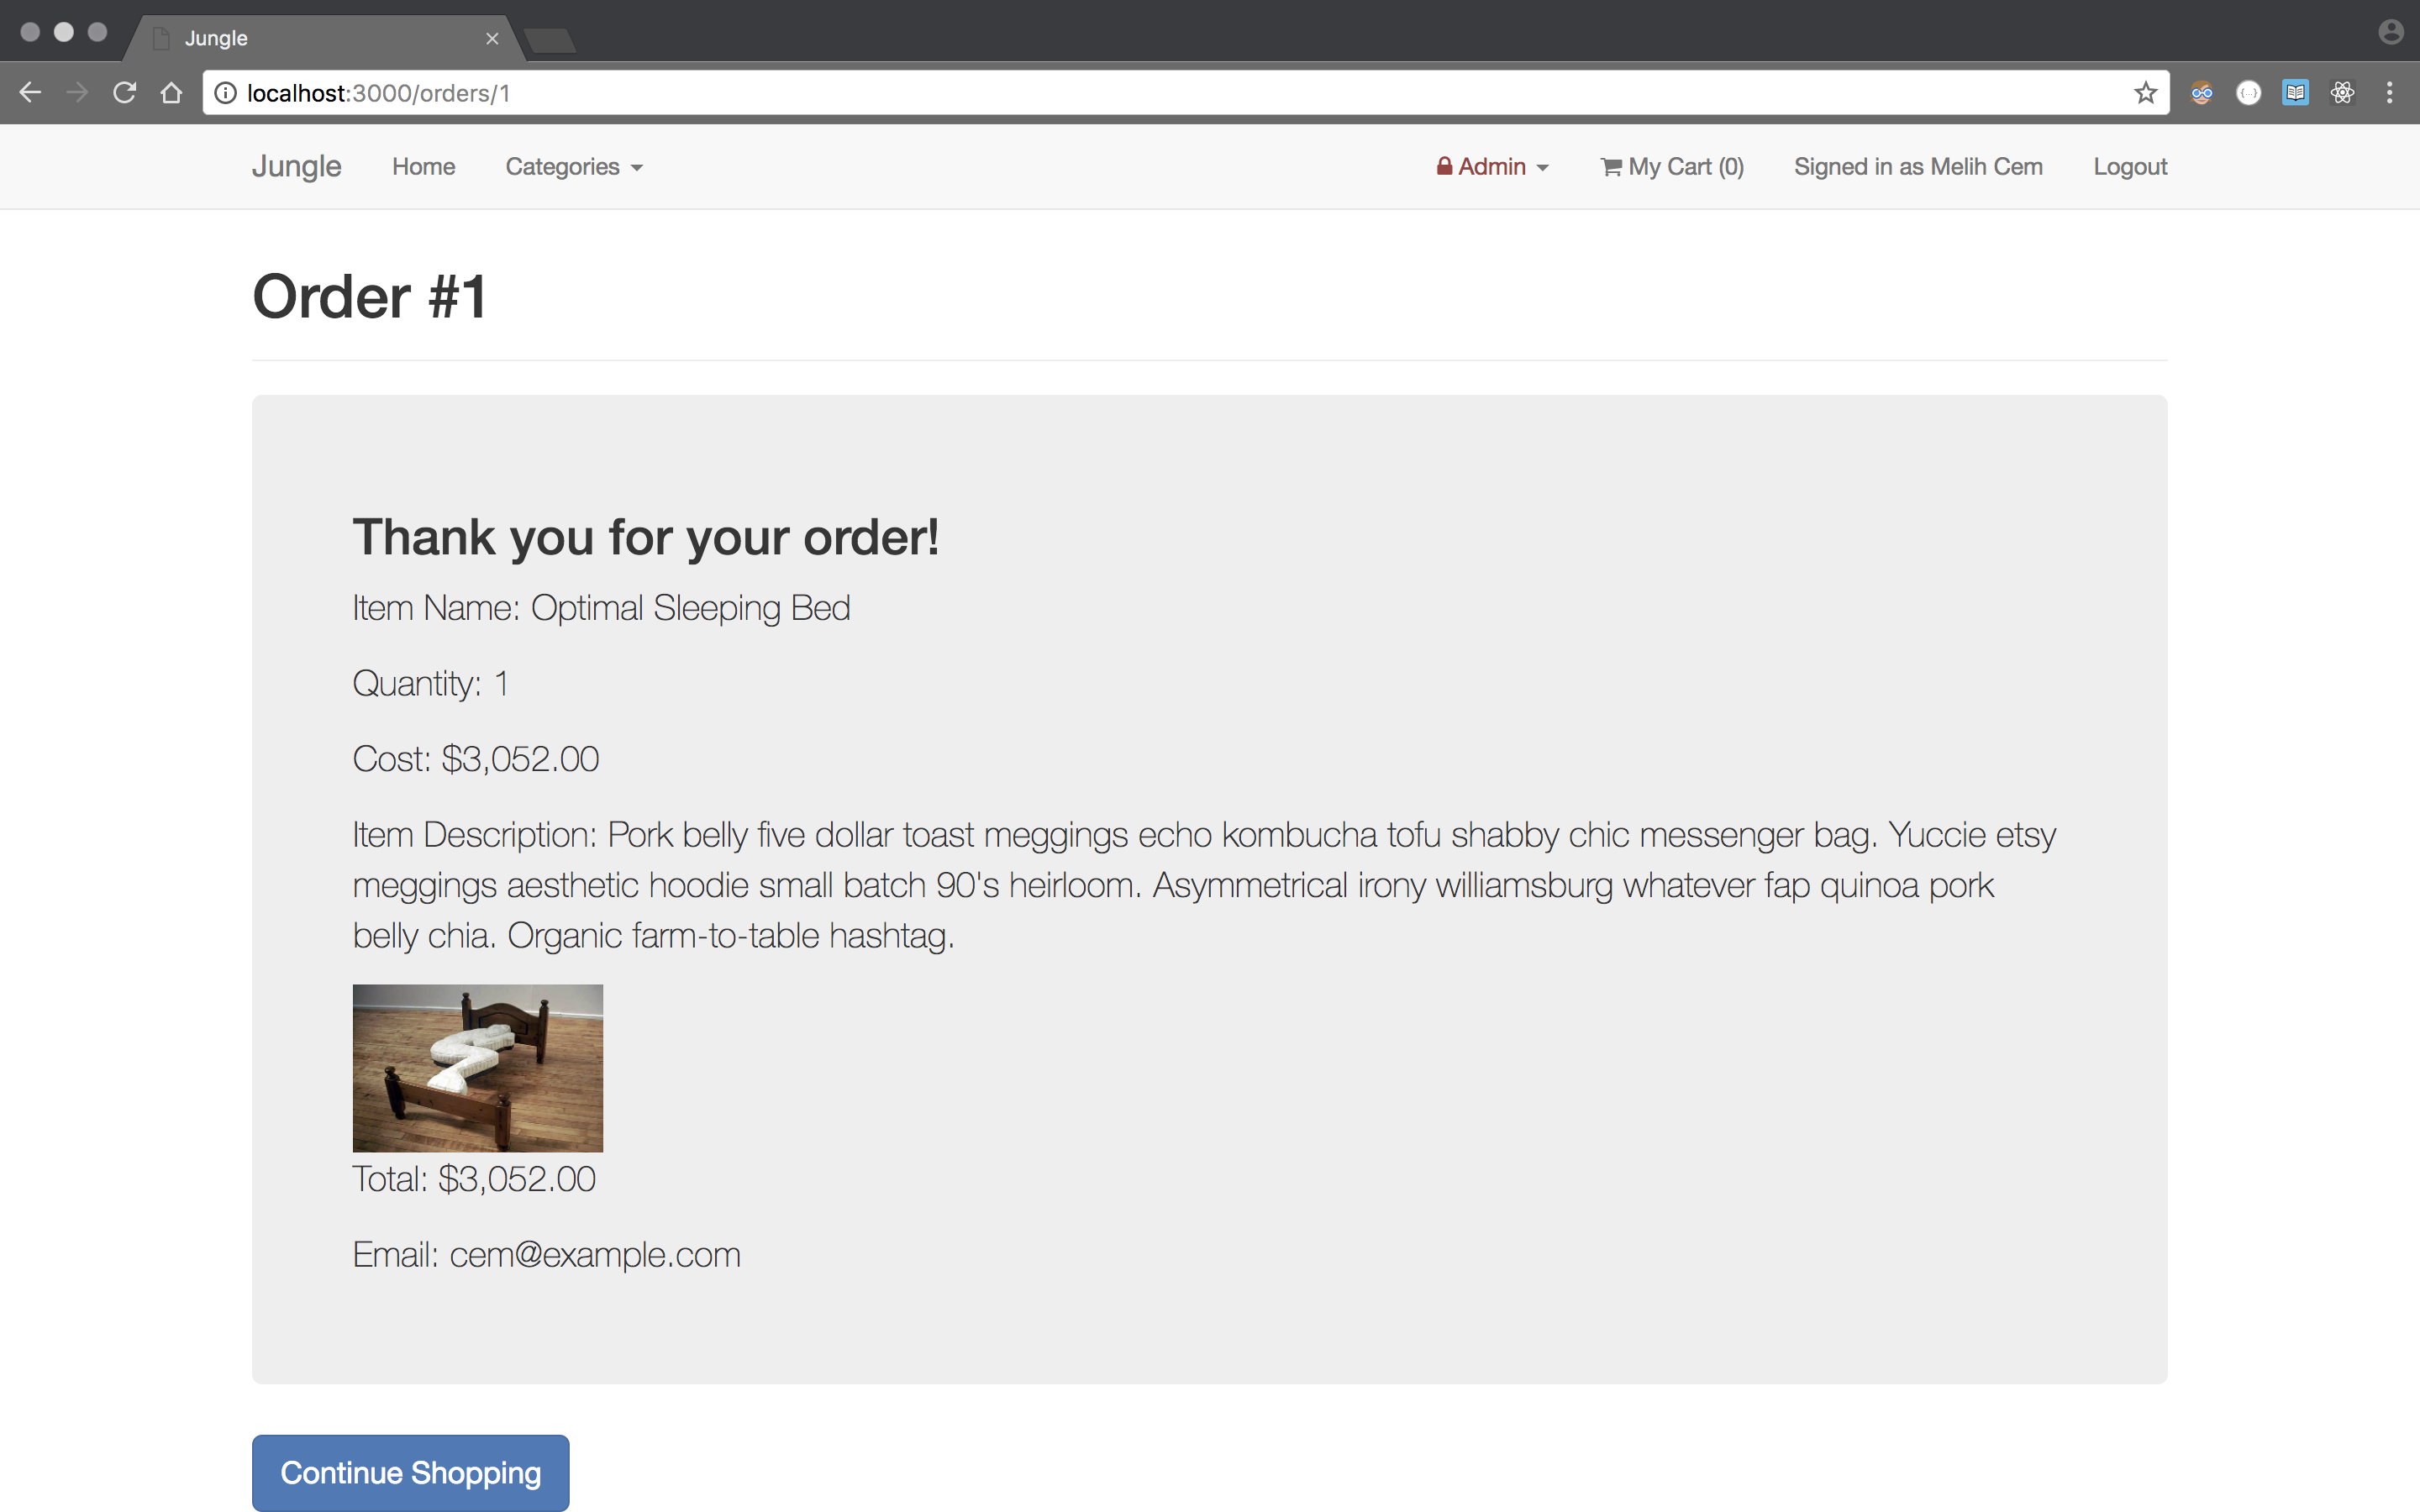 Jungle
localhost:3000/orders/1
Jungle Home Categories Admin My Cart (0) Signed in as Melih Cem Logout
Order #1
Thank you for your order!
Item Name: Optimal Sleeping Bed
Quantity: 1
Cost: $3,052.00
Item Description: Pork belly five dollar toast meggings echo kombucha tofu shabby chic messenger bag. Yuccie etsy
meggings aesthetic hoodie small batch 90's heirloom. Asymmetrical irony williamsburg whatever fap quinoa pork
belly chia. Organic farm-to-table hashtag.
Total: $3,052.00
Email: cem@example.com
Continue Shopping